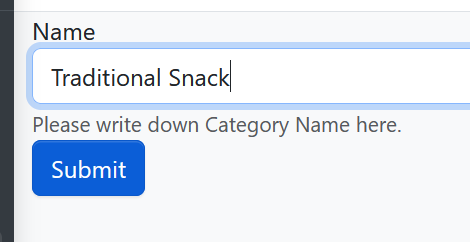 Name
Traditional Snack
Please write down Category Name here.
Submit